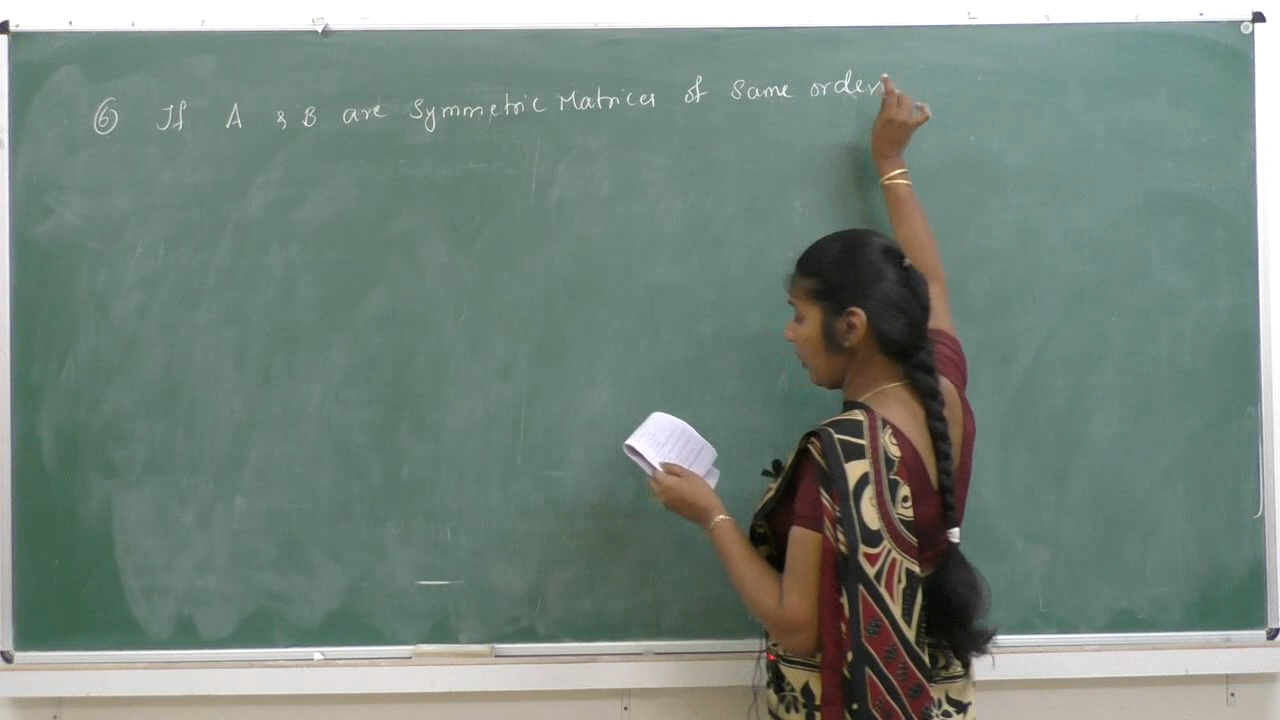 ⑥ If A & B are Symmetric Matrices of Same order